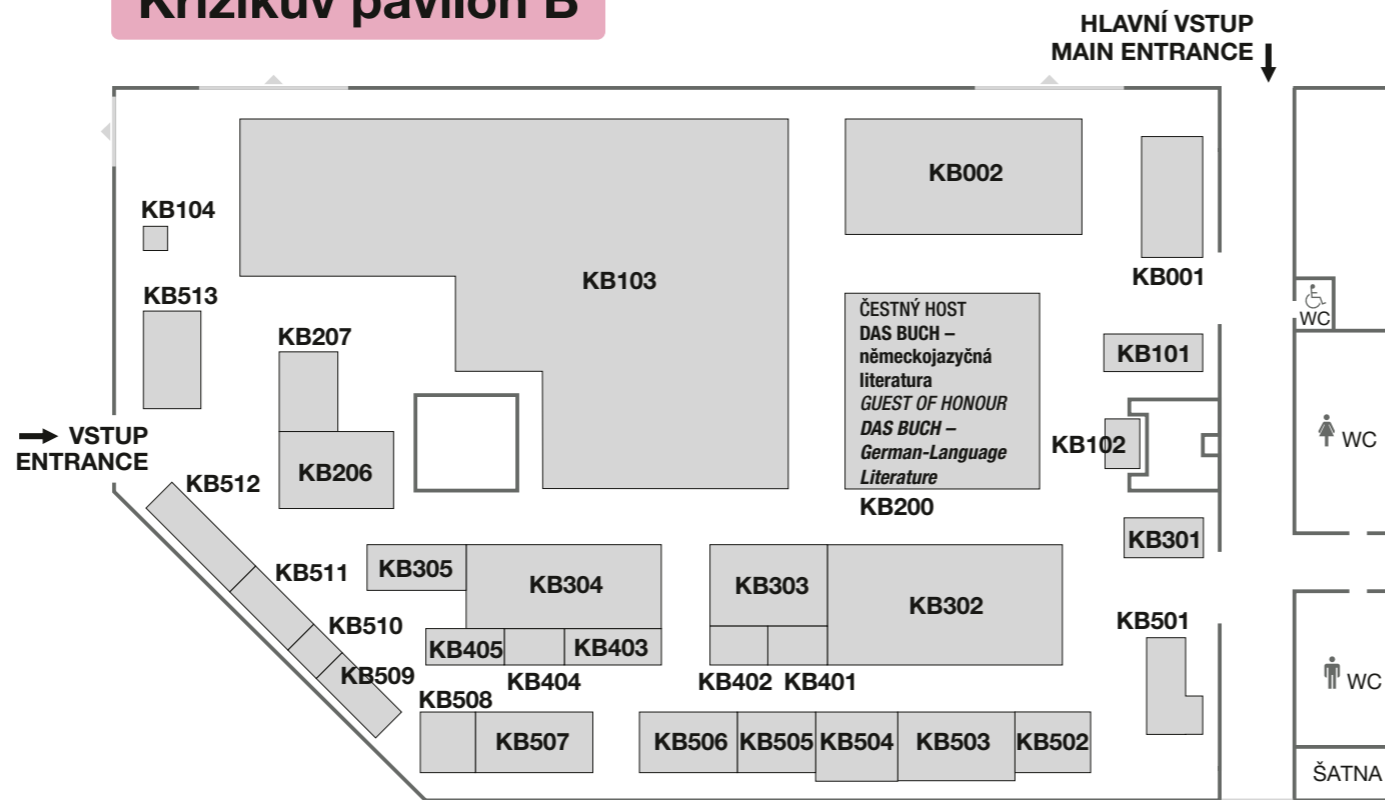 Křižíkův pavilon B
HLAVNÍ VSTUP
MAIN ENTRANCE
KB002
KB104
KB103
KB001
KB513
ČESTNÝ HOST
DAS BUCH –
německojazyčná
literatura
GUEST OF HONOUR
DAS BUCH –
German-Language
Literature
KB200
WC
KB207
KB101
VSTUP
ENTRANCE
KB102
WC
KB206
KB512
KB301
KB511
KB305
KB304
KB303
KB302
KB510
KB501
KB405
KB403
KB509
KB404
KB402
KB401
WC
KB508
KB507
KB506
KB505
KB504
KB503
KB502
ŠATNA